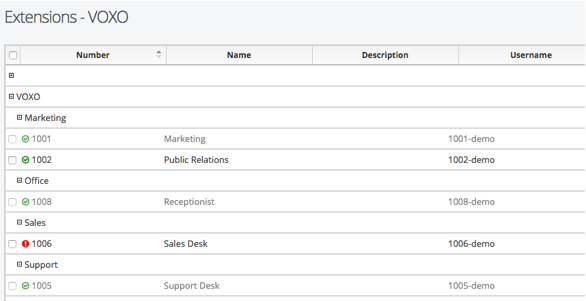 Extensions - VOXO
Number Name Description Username
VOXO
Marketing
1001 Marketing 1001-demo
1002 Public Relations 1002-demo
Office
1008 Receptionist 1008-demo
Sales
1006 Sales Desk 1006-demo
Support
1005 Support Desk 1005-demo